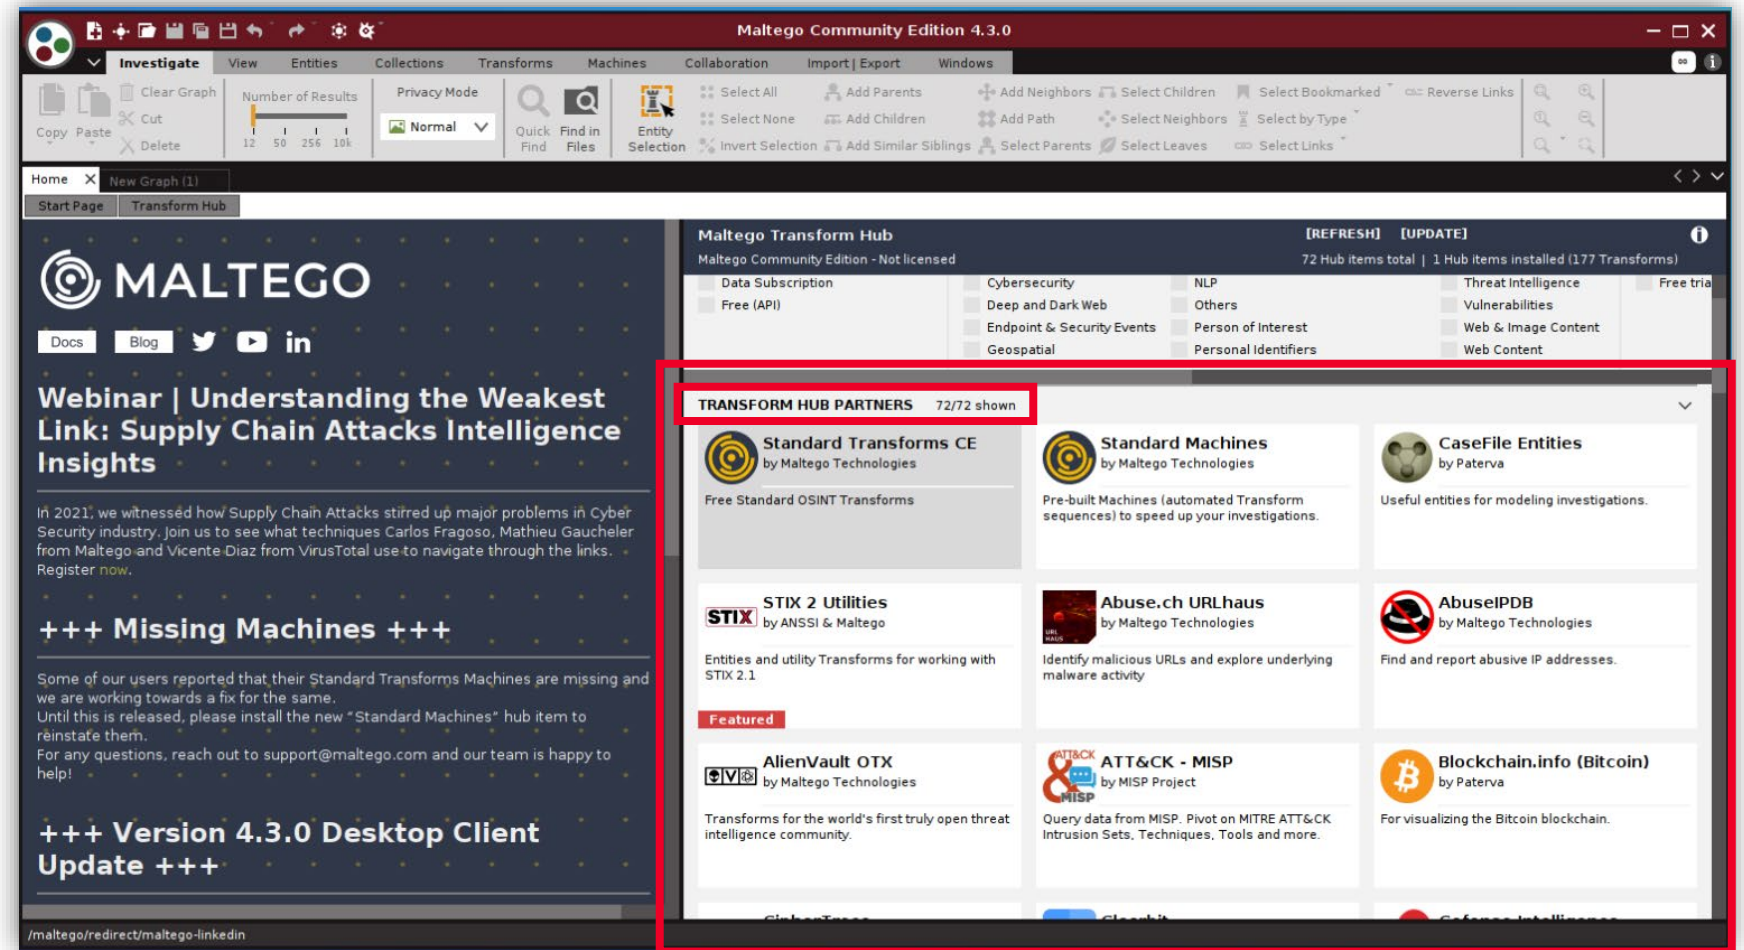 Maltego Community Edition 4.3.0
Investigate View Entities Collections Transforms Machines Collaboration Import | Export Windows
Copy Paste
Clear Graph
Cut
Delete
Number of Results
12 50 256 10k
Privacy Mode
Normal
Quick Find
Find in Files
Entity Selection
Select All
Select None
Invert Selection
Add Parents
Add Children
Add Similar Siblings
Add Neighbors
Add Path
Select Parents
Select Children
Select Neighbors
Select Leaves
Select Bookmarked
Select by Type
Select Links
Reverse Links
Home X New Graph (1)
Start Page Transform Hub
MALTEGO
Docs Blog in
Webinar | Understanding the Weakest
Link: Supply Chain Attacks Intelligence
Insights
In 2021, we witnessed how Supply Chain Attacks stirred up major problems in Cyber
Security industry. Join us to see what techniques Carlos Fragoso, Mathieu Gaucheler
from Maltego and Vicente Diaz from VirusTotal use to navigate through the links.
Register now.
+++ Missing Machines +++
Some of our users reported that their Standard Transforms Machines are missing and
we are working towards a fix for the same.
Until this is released, please install the new "Standard Machines" hub item to
reinstate them.
For any questions, reach out to support@maltego.com and our team is happy to
help!
+++ Version 4.3.0 Desktop Client
Update +++
/maltego/redirect/maltego-linkedin
Maltego Transform Hub
[REFRESH] [UPDATE]
Maltego Community Edition - Not licensed
72 Hub items total | 1 Hub items installed (177 Transforms)
Data Subscription
Free (API)
Cybersecurity
Deep and Dark Web
Endpoint & Security Events
Geospatial
NLP
Others
Person of Interest
Personal Identifiers
Threat Intelligence
Vulnerabilities
Web & Image Content
Web Content
Free tria
TRANSFORM HUB PARTNERS 72/72 shown
Standard Transforms CE
by Maltego Technologies
Free Standard OSINT Transforms
Standard Machines
by Maltego Technologies
Pre-built Machines (automated Transform
sequences) to speed up your investigations.
CaseFile Entities
by Paterva
Useful entities for modeling investigations.
STIX
STIX 2 Utilities
by ANSSI & Maltego
Entities and utility Transforms for working with
STIX 2.1
Featured
URL
HAUS
Abuse.ch URLhaus
by Maltego Technologies
Identify malicious URLs and explore underlying
malware activity
AbuseIPDB
by Maltego Technologies
Find and report abusive IP addresses.
AlienVault OTX
by Maltego Technologies
Transforms for the world's first truly open threat
intelligence community.
ATT&CK
MISP
ATT&CK - MISP
by MISP Project
Query data from MISP. Pivot on MITRE ATT&CK
Intrusion Sets, Techniques, Tools and more.
Blockchain.info (Bitcoin)
by Paterva
For visualizing the Bitcoin blockchain.